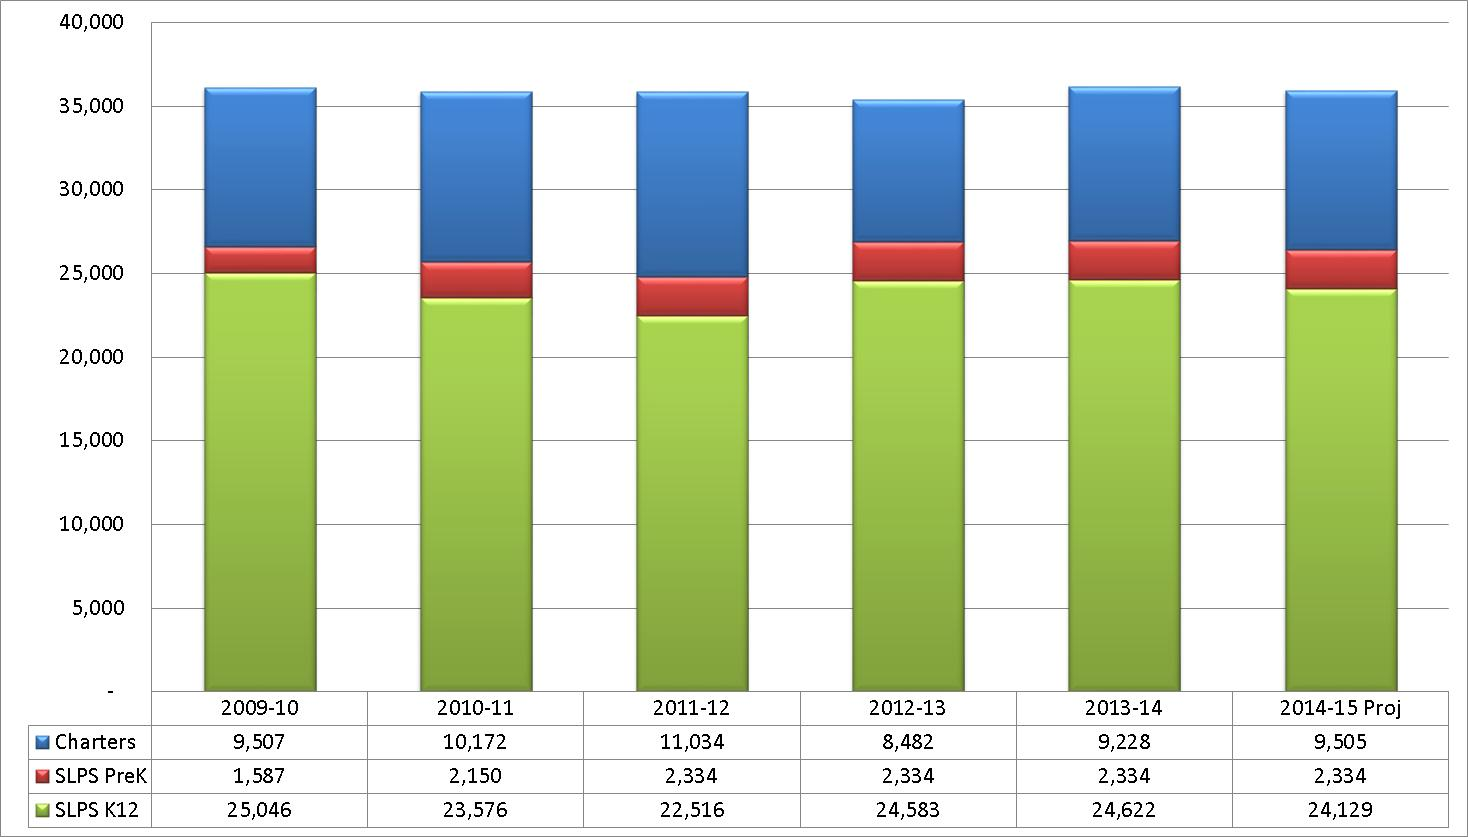 40,000
35,000
30,000
25,000
20,000
15,000
10,000
5,000
-
2009-10 2010-11 2011-12 2012-13 2013-14 2014-15 Proj
Charters 9,507 10,172 11,034 8,482 9,228 9,505
SLPS PreK 1,587 2,150 2,334 2,334 2,334 2,334
SLPS K12 25,046 23,576 22,516 24,583 24,622 24,129